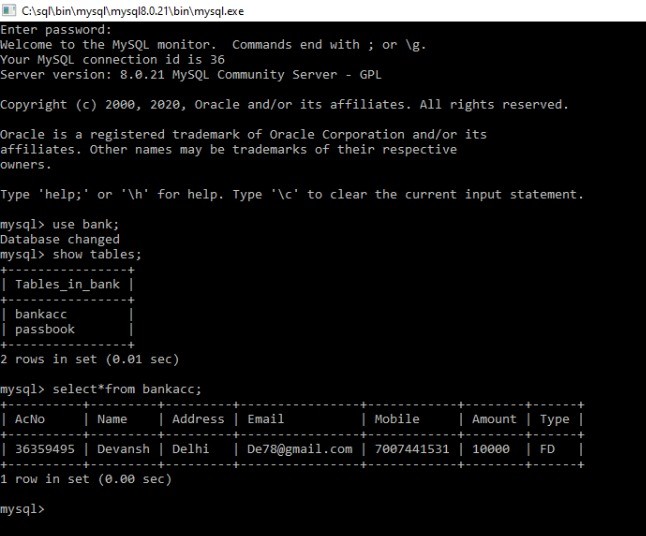 C:\sql\bin\mysql\mysql8.0.21\bin\mysql.exe
Enter password:
Welcome to the MySQL monitor.  Commands end with ; or \g.
Your MySQL connection id is 36
Server version: 8.0.21 MySQL Community Server - GPL
Copyright (c) 2000, 2020, Oracle and/or its affiliates. All rights reserved.
Oracle is a registered trademark of Oracle Corporation and/or its
affiliates. Other names may be trademarks of their respective
owners.
Type 'help;' or '\h' for help. Type '\c' to clear the current input statement.
mysql> use bank;
Database changed
mysql> show tables;
+----------------+
| Tables_in_bank |
+----------------+
| bankacc        |
| passbook       |
+----------------+
2 rows in set (0.01 sec)
mysql> select*from bankacc;
+----------+---------+---------+----------------+------------+--------+------+
| AcNo     | Name    | Address | Email          | Mobile     | Amount | Type |
+----------+---------+---------+----------------+------------+--------+------+
| 36359495 | Devansh | Delhi   | De78@gmail.com | 7007441531 | 10000  | FD   |
+----------+---------+---------+----------------+------------+--------+------+
1 row in set (0.00 sec)
mysql>